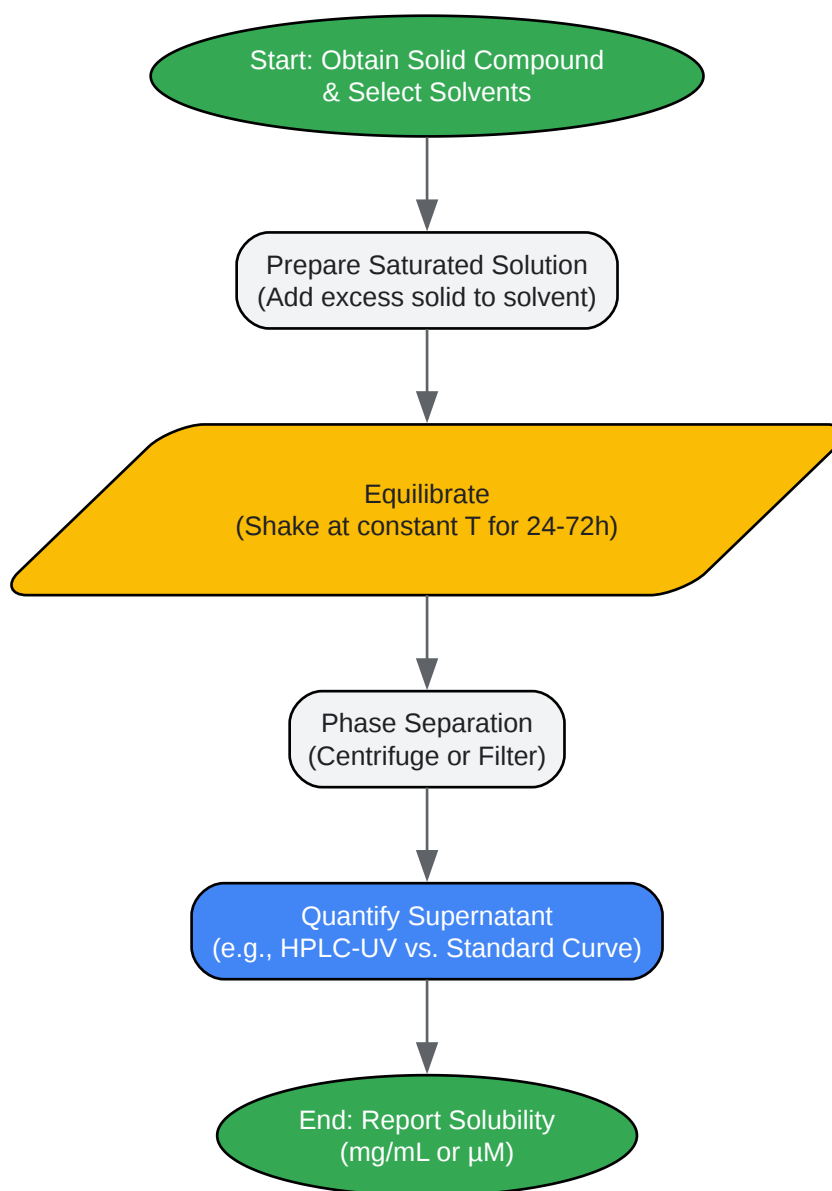 Start: Obtain Solid Compound
& Select Solvents
Prepare Saturated Solution
(Add excess solid to solvent)
Equilibrate
(Shake at constant T for 24-72h)
Phase Separation
(Centrifuge or Filter)
Quantify Supernatant
(e.g., HPLC-UV vs. Standard Curve)
End: Report Solubility
(mg/mL or µM)